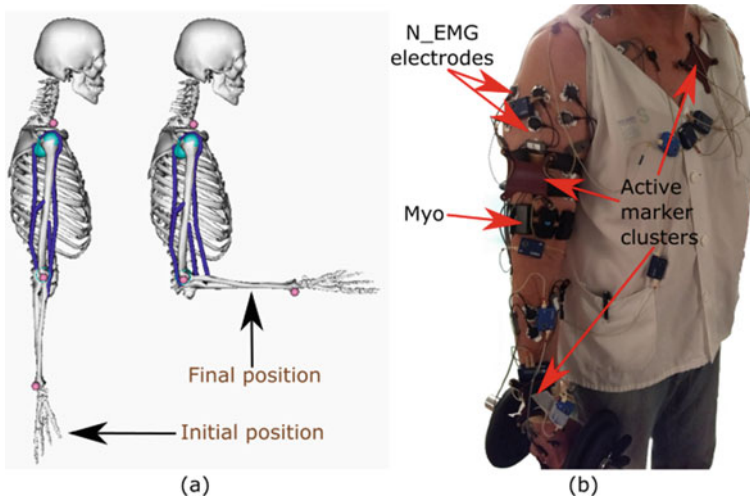 N_EMG
electrodes
Active
marker
clusters
Myo
Final position
Initial position
(a)
(b)